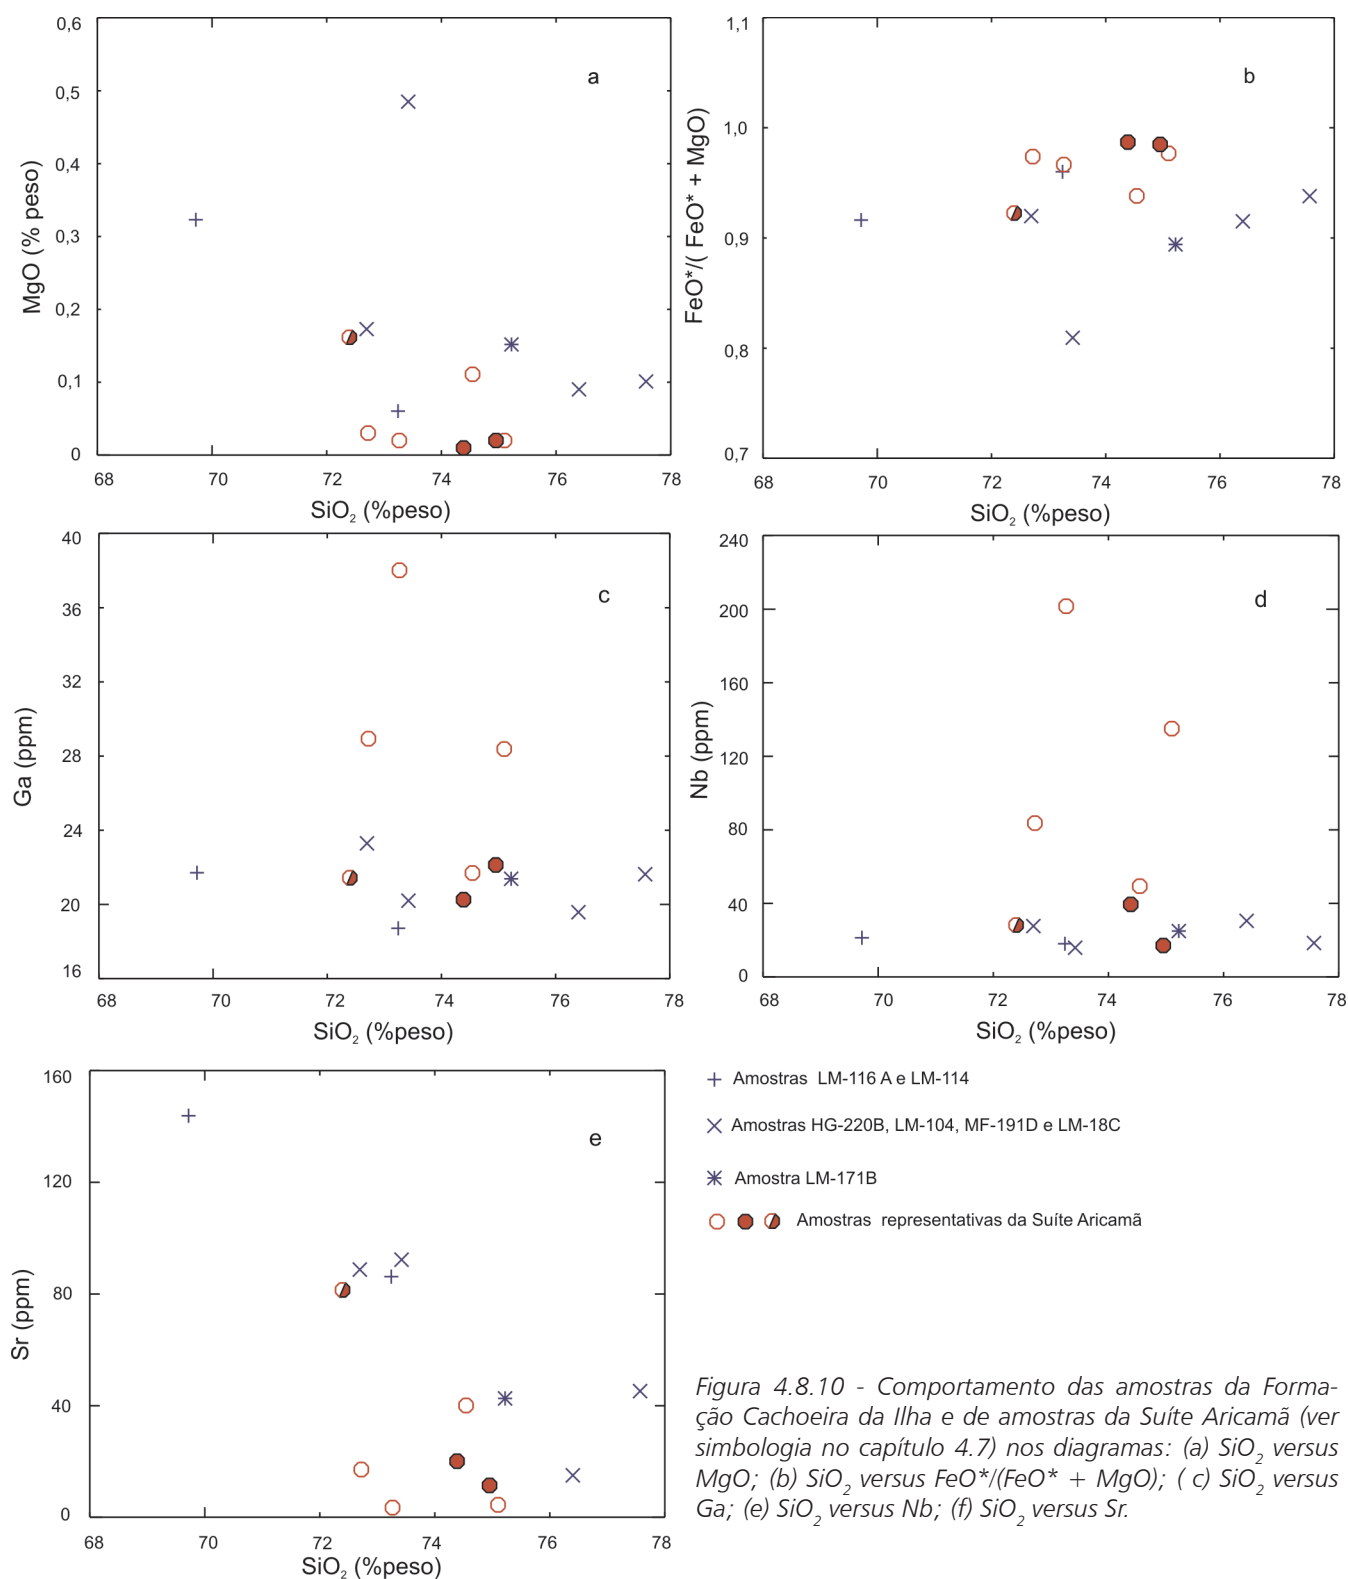 0,6
0,5
0,4
0,3
0,2
0,1
0
MgO (% peso)
a
68 70 72 74 76 78
SiO₂ (%peso)
1,1
1,0
0,9
0,8
0,7
FeO*/( FeO* + MgO)
b
68 70 72 74 76 78
SiO₂ (%peso)
40
36
32
28
24
20
16
Ga (ppm)
c
68 70 72 74 76 78
SiO₂ (%peso)
240
200
160
120
80
40
0
Nb (ppm)
d
68 70 72 74 76 78
SiO₂ (%peso)
160
120
80
40
0
Sr (ppm)
e
68 70 72 74 76 78
SiO₂ (%peso)
Amostras LM-116 A e LM-114
Amostras HG-220B, LM-104, MF-191D e LM-18C
Amostra LM-171B
Amostras representativas da Suíte Aricamã
Figura 4.8.10 - Comportamento das amostras da Forma-
ção Cachoeira da Ilha e de amostras da Suíte Aricamã (ver
simbologia no capítulo 4.7) nos diagramas: (a) SiO₂ versus
MgO; (b) SiO₂ versus FeO*/(FeO* + MgO); ( c) SiO₂ versus
Ga; (e) SiO₂ versus Nb; (f) SiO₂ versus Sr.